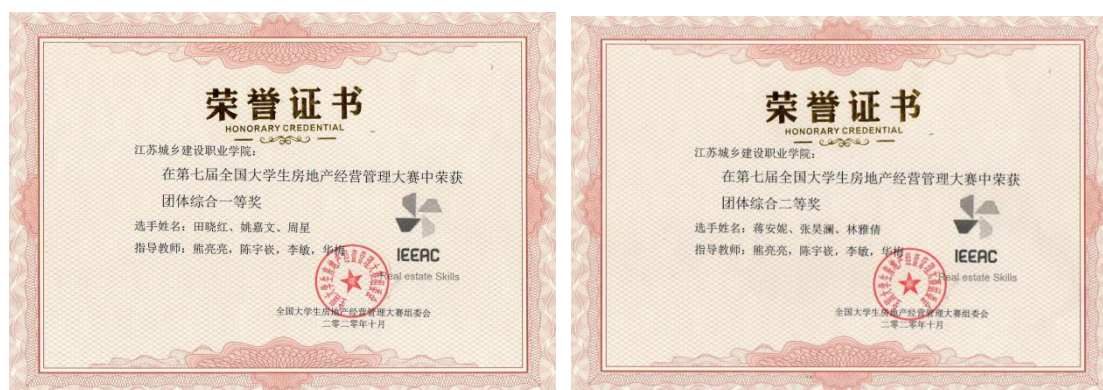 荣誉证书
HONORARY CREDENTIAL
江苏城乡建设职业学院：
在第七届全国大学生房地产经营管理大赛中荣获
团体综合一等奖
选手姓名：田晓红、姚嘉文、周星
指导教师：熊亮亮，陈宇嵚，李敏，华梅
IEEAC
Real estate Skills
全国大学生房地产经营管理大赛组委会
二零二零年十月
荣誉证书
HONORARY CREDENTIAL
江苏城乡建设职业学院：
在第七届全国大学生房地产经营管理大赛中荣获
团体综合二等奖
选手姓名：蒋安妮、张昊澜、林雅倩
指导教师：熊亮亮，陈宇嵚，李敏，华梅
IEEAC
Real estate Skills
全国大学生房地产经营管理大赛组委会
二零二零年十月